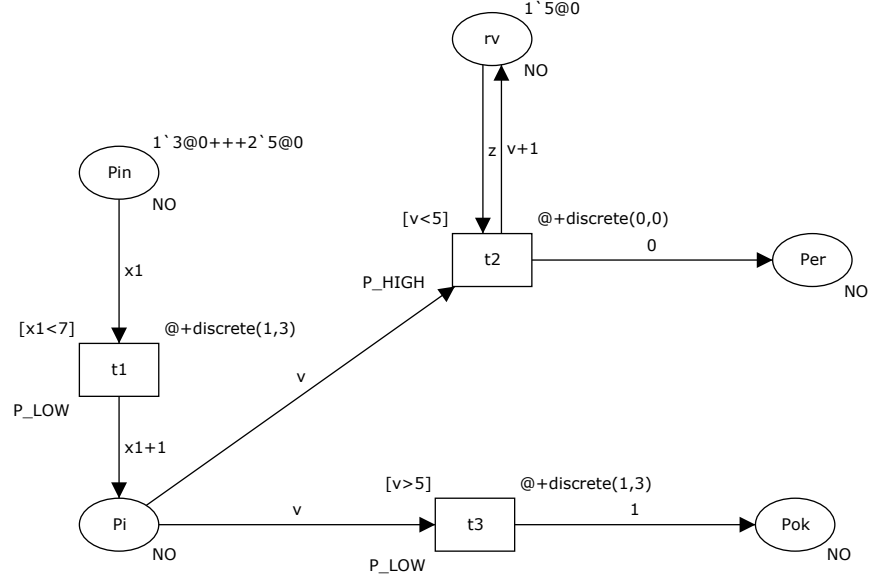 1`5@0
rv
NO
1`3@0+++2`5@0
Pin
NO
z
v+1
[v<5]
@+discrete(0,0)
t2
0
Per
P_HIGH
NO
x1
[x1<7]
@+discrete(1,3)
t1
P_LOW
v
x1+1
[v>5]
@+discrete(1,3)
Pi
v
t3
1
Pok
NO
P_LOW
NO